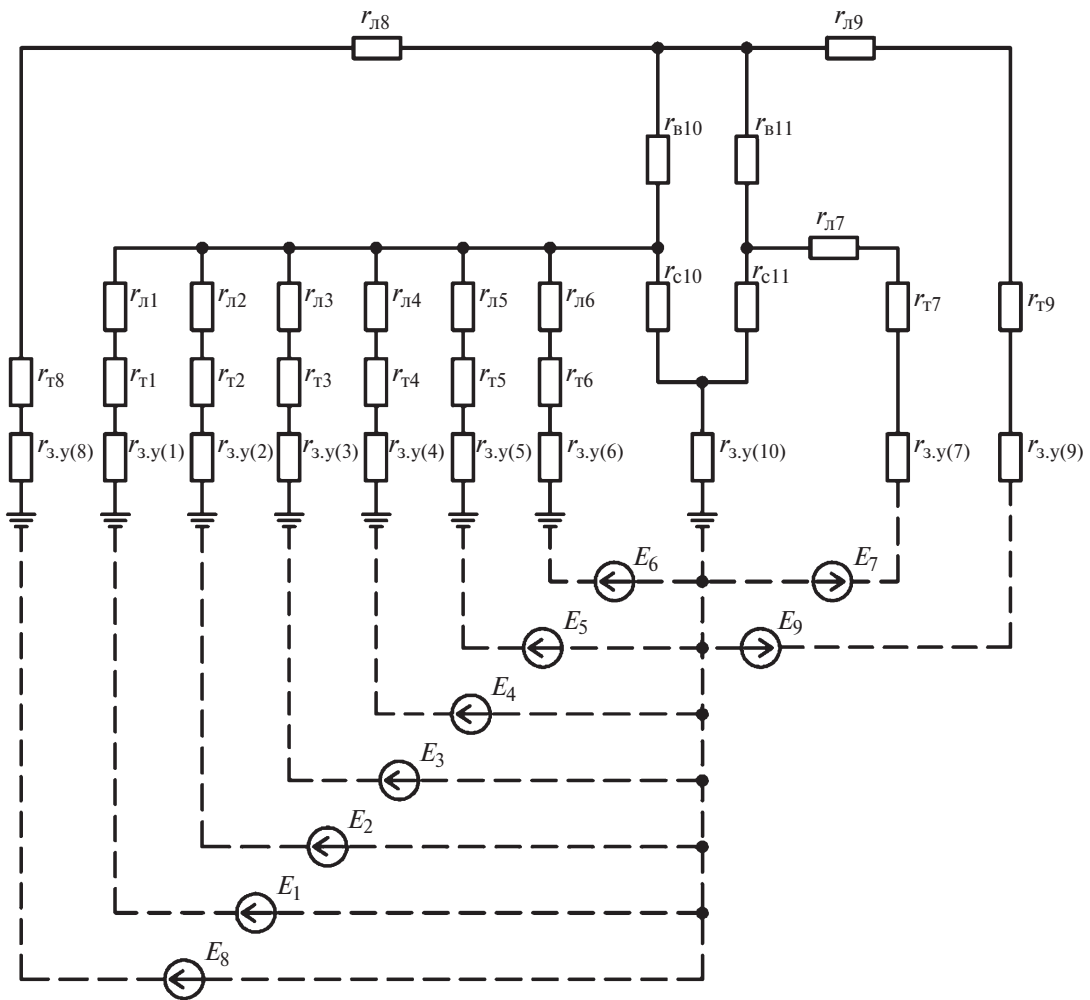 rл8
rл9
rв10
rв11
rл7
rл1
rл2
rл3
rл4
rл5
rл6
rс10
rс11
rт7
rт9
rт8
rт1
rт2
rт3
rт4
rт5
rт6
rз.у(8)
rз.у(1)
rз.у(2)
rз.у(3)
rз.у(4)
rз.у(5)
rз.у(6)
rз.у(10)
rз.у(7)
rз.у(9)
E6
E7
E5
E9
E4
E3
E2
E1
E8